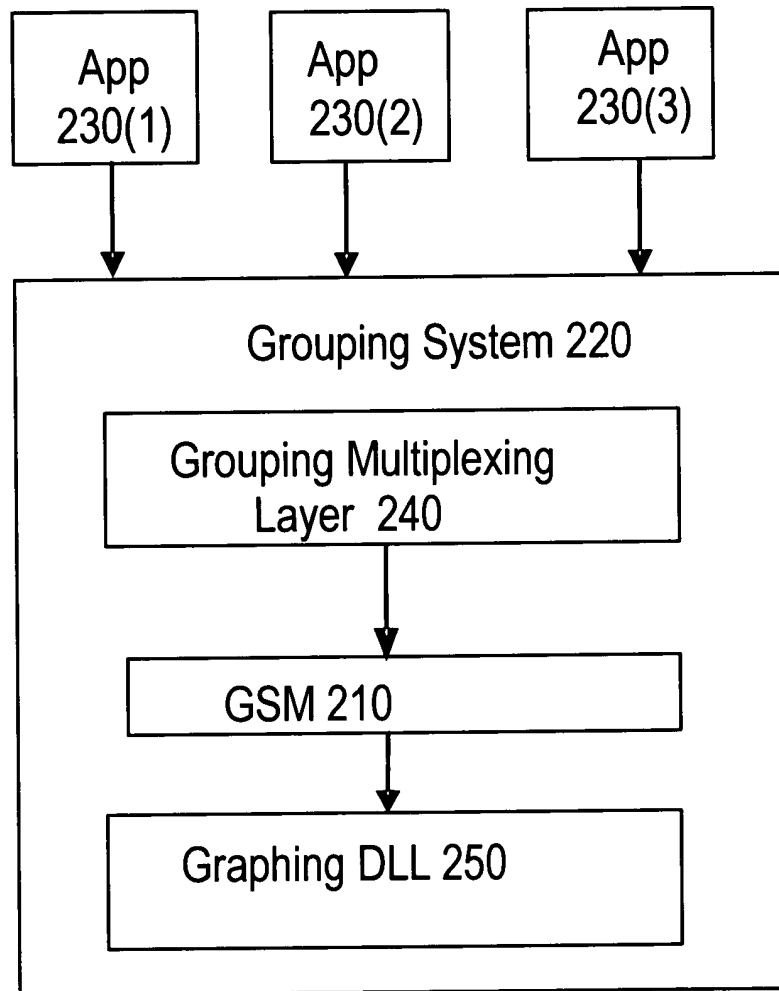 App
230(1)
App
230(2)
App
230(3)
Grouping System 220
Grouping Multiplexing
Layer 240
GSM 210
Graphing DLL 250